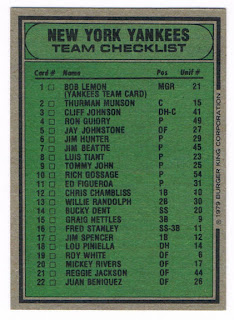 NEW YORK YANKEES
TEAM CHECKLIST
Card # Name Pos Unif #
1 BOB LEMON MGR 21
(YANKEES TEAM CARD)
2 THURMAN MUNSON C 15
3 CLIFF JOHNSON DH-C 41
4 RON GUIDRY P 49
5 JAY JOHNSTONE OF 27
6 JIM HUNTER P 29
7 JIM BEATTIE P 45
8 LUIS TIANT P 23
9 TOMMY JOHN P 25
10 RICH GOSSAGE P 54
11 ED FIGUEROA P 31
12 CHRIS CHAMBLISS 1B 10
13 WILLIE RANDOLPH 2B 30
14 BUCKY DENT SS 20
15 GRAIG NETTLES 3B 9
16 FRED STANLEY SS-3B 11
17 JIM SPENCER 1B 12
18 LOU PINIELLA DH 14
19 ROY WHITE OF 6
20 MICKEY RIVERS OF 17
21 REGGIE JACKSON OF 44
22 JUAN BENIQUEZ OF 26
© 1979 BURGER KING CORPORATION